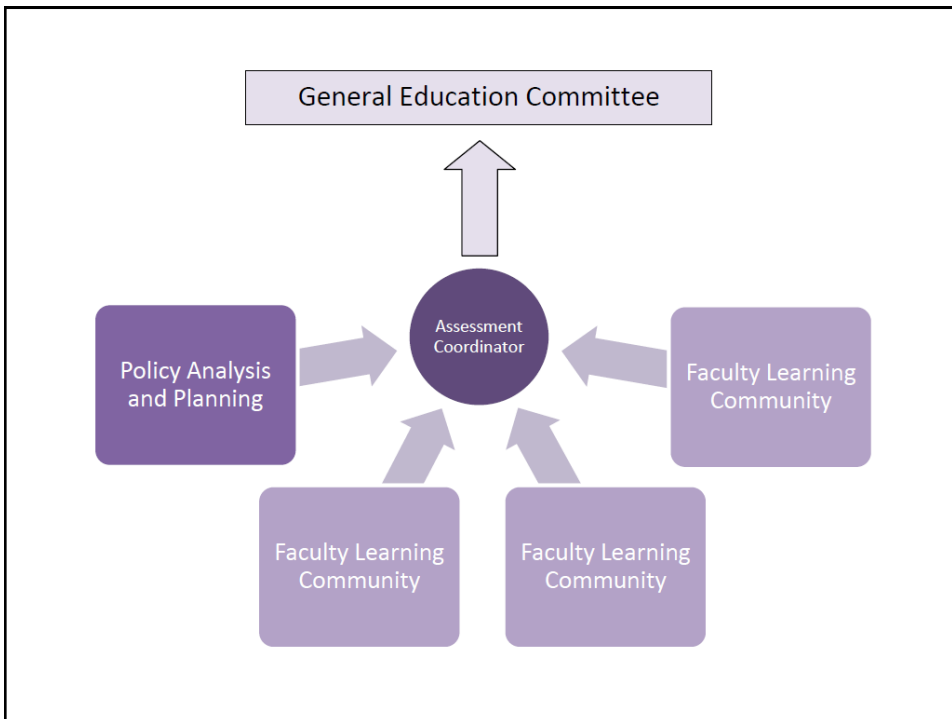 General Education Committee
Assessment
Coordinator
Policy Analysis
and Planning
Faculty Learning
Community
Faculty Learning
Community
Faculty Learning
Community